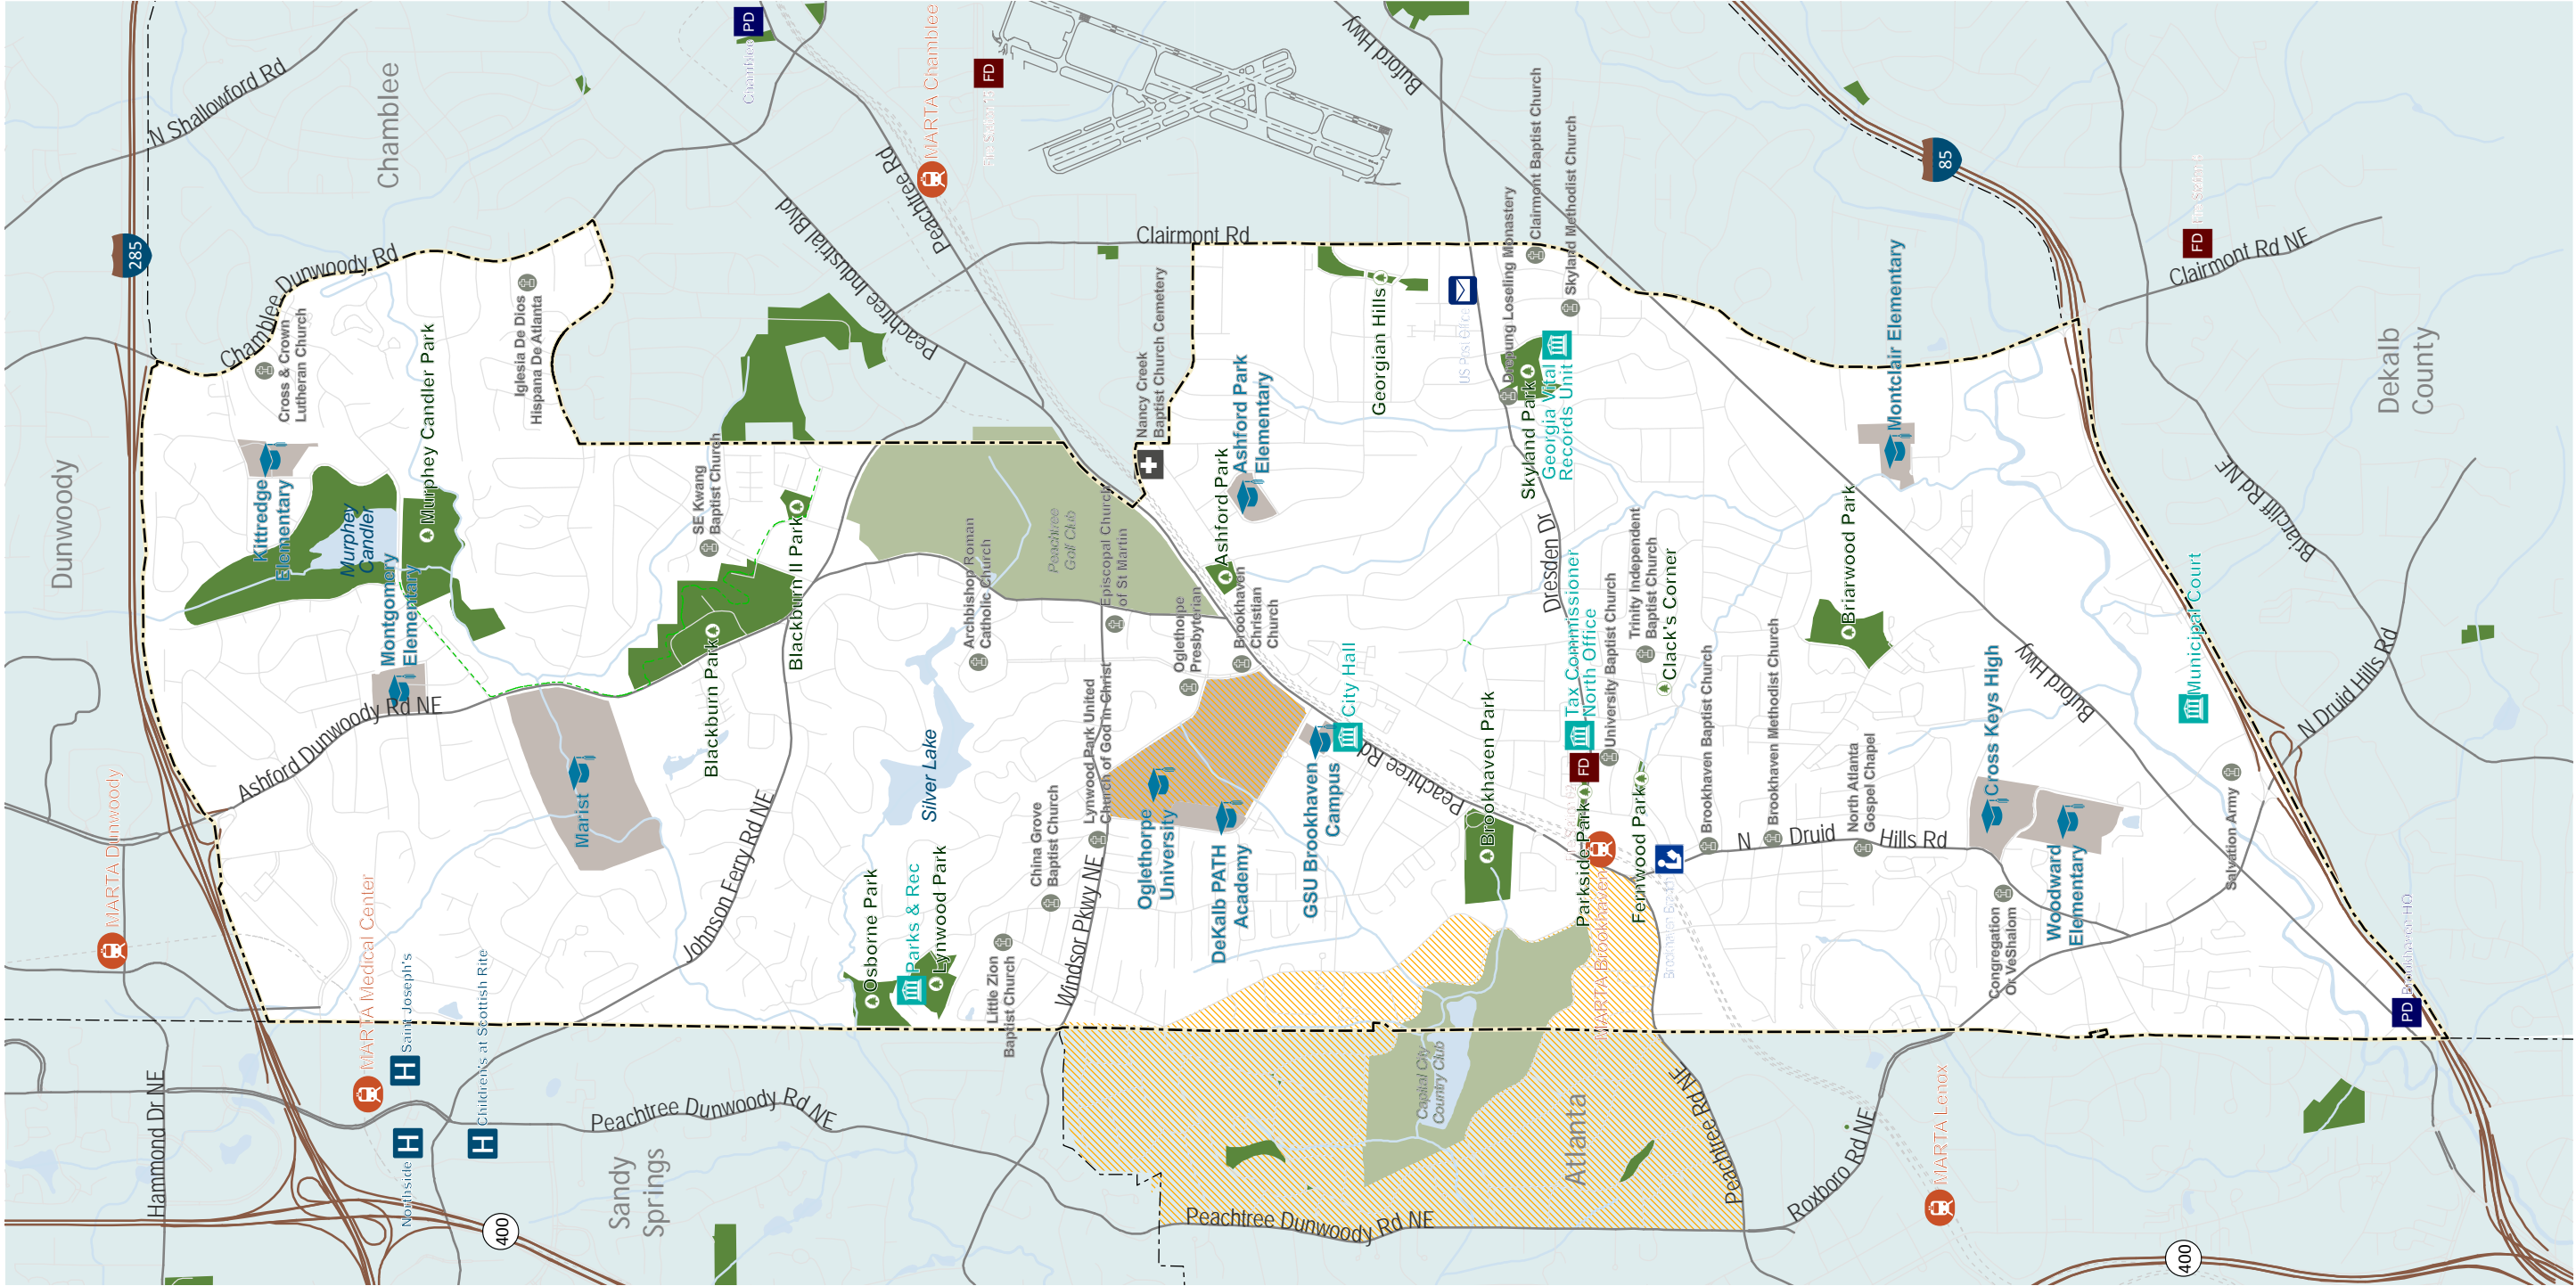 Dunwoody
Chamblee
Sandy
Springs
Atlanta
Dekalb
County
285
85
400
400
N Shallowford Rd
Chamblee Dunwoody Rd
Ashford Dunwoody Rd NE
Hammond Dr NE
Peachtree Dunwoody Rd NE
Johnson Ferry Rd NE
Peachtree Industrial Blvd
Peachtree Rd
Clairmont Rd
Buford Hwy
Windsor Pkwy NE
Peachtree Rd
Dresden Dr
Peachtree Dunwoody Rd NE
Peachtree Rd NE
Roxboro Rd NE
N Druid Hills Rd
Buford Hwy
Briarcliff Rd NE
Clairmont Rd NE
N Druid Hills Rd
MARTA Dunwoody
MARTA Medical Center
MARTA Chamblee
MARTA Brookhaven
MARTA Lenox
H
Saint Joseph's
H
Northside
H
Children's at Scottish Rite
PD
Chamblee
FD
FD
FD
PD
Cross & Crown
Lutheran Church
Iglesia De Dios
Hispana De Atlanta
Kittredge
Elementary
Murphey
Candler
Murphey Candler Park
Montgomery
Elementary
Marist
SE Kwang
Baptist Church
Blackburn Park
Blackburn II Park
Silver Lake
Osborne Park
Parks & Rec
Lynwood Park
Archbishop Roman
Catholic Church
Peachtree
Golf Club
Episcopal Church
of St Martin
Little Zion
Baptist Church
China Grove
Baptist Church
Lynwood Park United
Church of God in Christ
Nancy Creek
Baptist Church Cemetery
Oglethorpe
Presbyterian
Brookhaven
Christian
Church
Oglethorpe
University
DeKalb PATH
Academy
Ashford Park
Ashford Park
Elementary
GSU Brookhaven
Campus
City Hall
Georgian Hills
US Post Office
Capital City
Country Club
Brookhaven Park
Drepung Loseling Monastery
Clairmont Baptist Church
Skyland Methodist Church
Skyland Park
Georgia Vital
Records Unit
Tax Commissioner
North Office
University Baptist Church
Trinity Independent
Baptist Church
Clack's Corner
Parkside Park
Fernwood Park
Brookhaven Baptist Church
Brookhaven Methodist Church
North Atlanta
Gospel Chapel
Briarwood Park
Montclair Elementary
Cross Keys High
Woodward
Elementary
Congregation
Or VeShalom
Municipal Court
Salvation Army